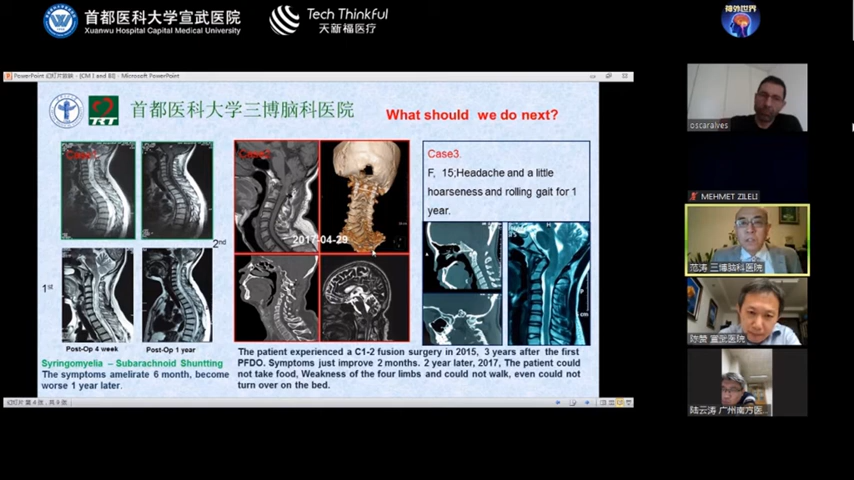 首都医科大学宣武医院
Xuanwu Hospital Capital Medical University
Tech Thinkful
天新福医疗
PowerPoint 幻灯片放映 - [CM I and BI] - Microsoft PowerPoint
首都医科大学三博脑科医院
What should we do next?
2nd
1st
Post-Op 4 week
Post-Op 1 year
Syringomyelia – Subarachnoid Shuntting
The symptoms amelirate 6 month, become
worse 1 year later.
2017-04-29
The patient experienced a C1-2 fusion surgery in 2015, 3 years after the first
PFDO. Symptoms just improve 2 months. 2 year later, 2017, The patient could
not take food, Weakness of the four limbs and could not walk, even could not
turn over on the bed.
Case3.
F, 15;Headache and a little
hoarseness and rolling gait for 1
year.
oscaralves
MEHMET ZILELI
范涛 三博脑科医院
陈赞 宣武医院
陆云涛 广州南方医...